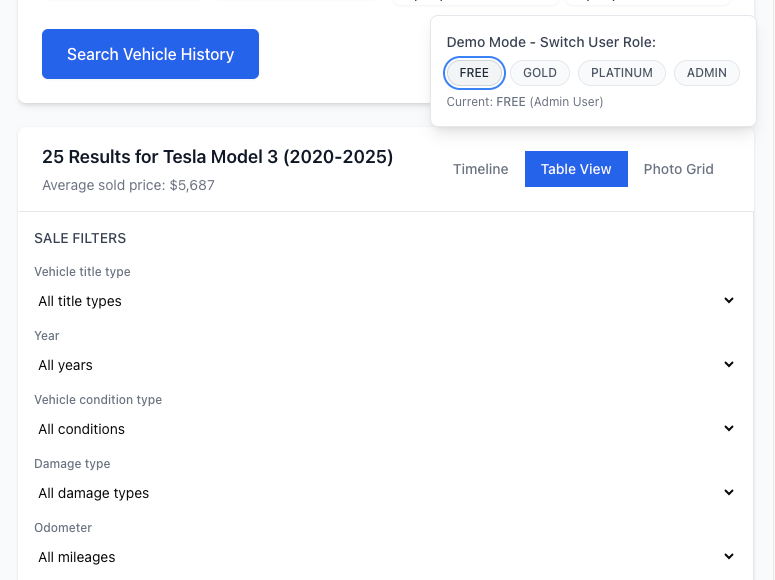 Search Vehicle History
Demo Mode - Switch User Role:
FREE GOLD PLATINUM ADMIN
Current: FREE (Admin User)
25 Results for Tesla Model 3 (2020-2025)
Average sold price: $5,687
Timeline Table View Photo Grid
SALE FILTERS
Vehicle title type
All title types
Year
All years
Vehicle condition type
All conditions
Damage type
All damage types
Odometer
All mileages